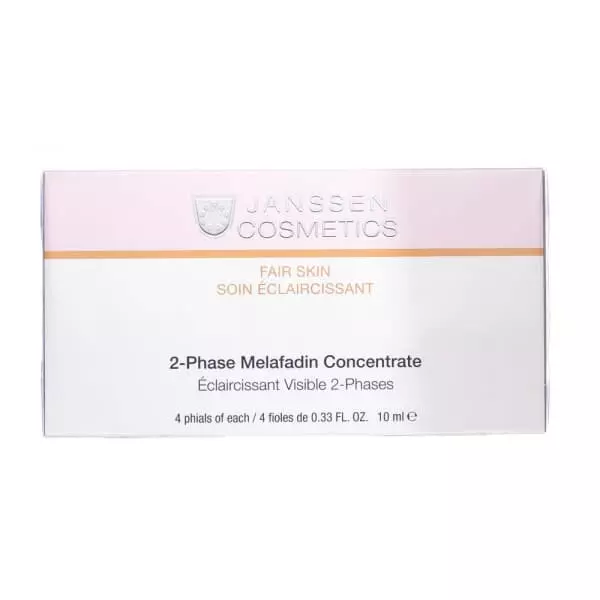 JANSSEN
COSMETICS
FAIR SKIN
SOIN ÉCLAIRCISSANT
2-Phase Melafadin Concentrate
Éclaircissant Visible 2-Phases
4 phials of each / 4 fioles de 0.33 FL. OZ. 10 ml ℮